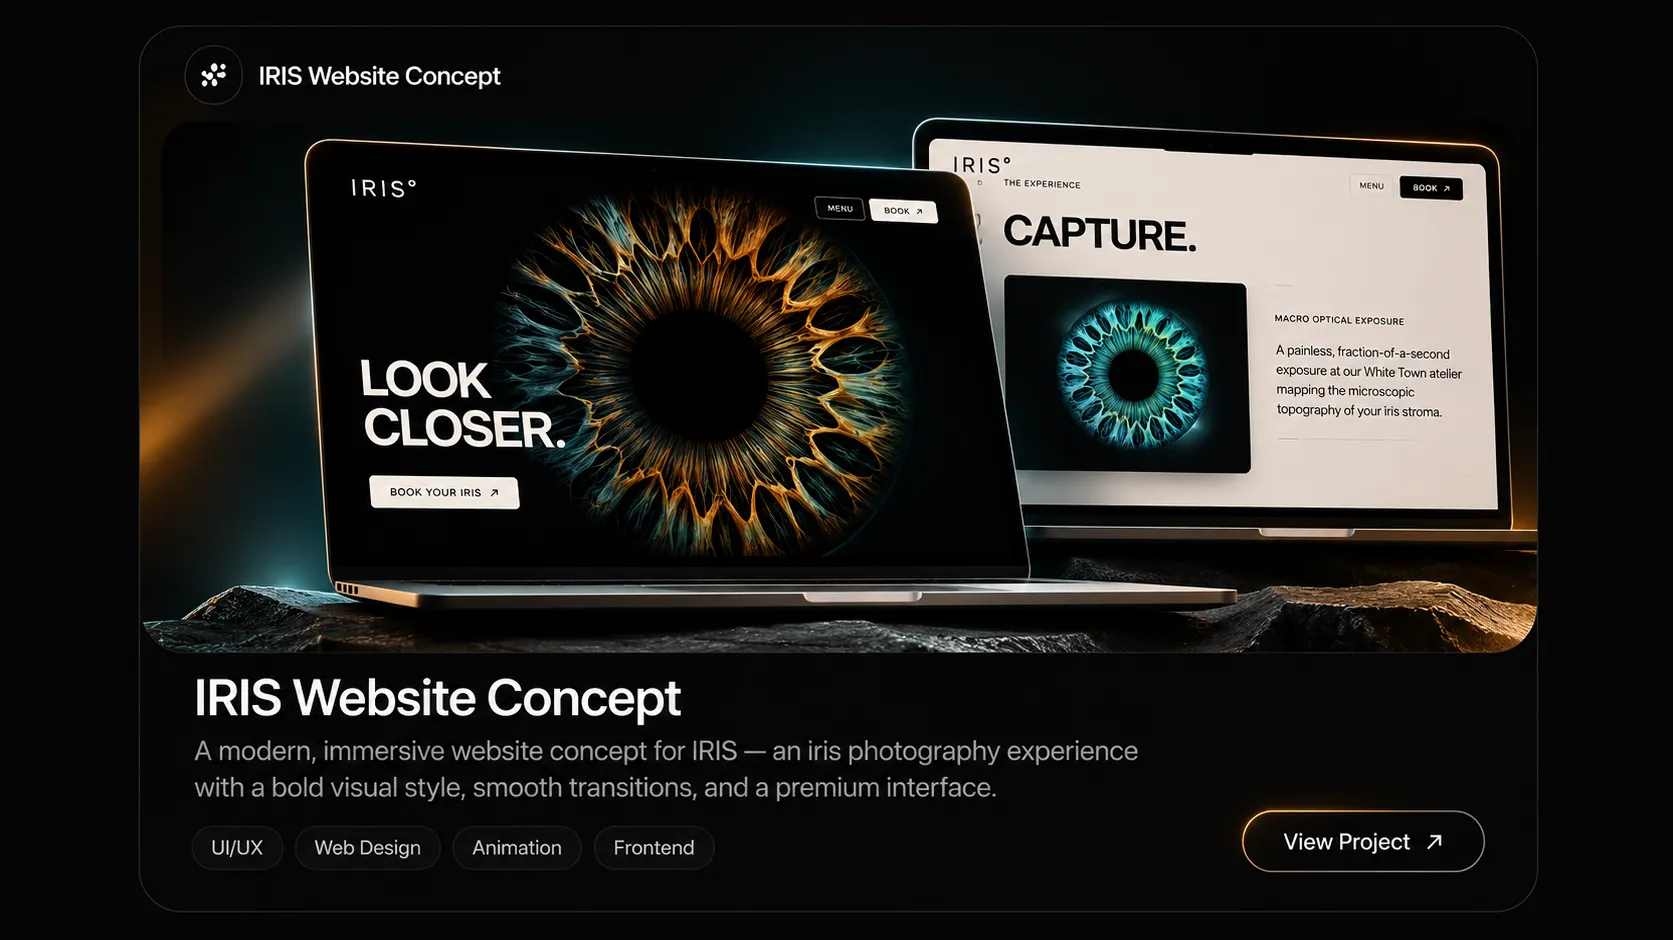 IRIS Website Concept
IRIS°
MENU
BOOK ↗
LOOK
CLOSER.
BOOK YOUR IRIS ↗
IRIS°
THE EXPERIENCE
MENU
BOOK ↗
CAPTURE.
MACRO OPTICAL EXPOSURE
A painless, fraction-of-a-second
exposure at our White Town atelier
mapping the microscopic
topography of your iris stroma.
IRIS Website Concept
A modern, immersive website concept for IRIS — an iris photography experience
with a bold visual style, smooth transitions, and a premium interface.
UI/UX
Web Design
Animation
Frontend
View Project ↗